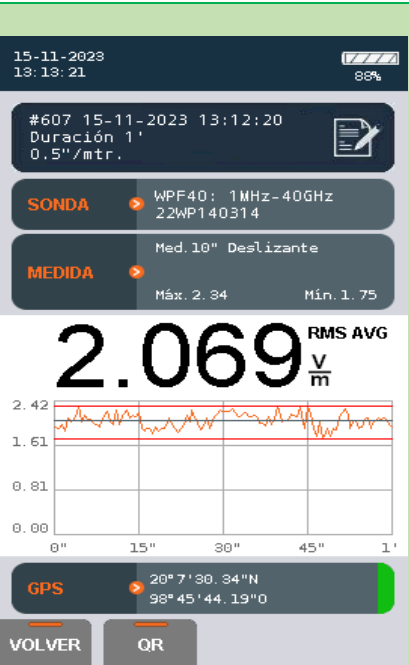 15-11-2023
13:13:21
88%
#607 15-11-2023 13:12:20
Duración 1'
0.5"/mtr.
SONDA
WPF40: 1MHz-40GHz
22WP140314
MEDIDA
Med.10" Deslizante
Máx.2.34 Mín.1.75
2.069 RMS AVG
V
m
2.42
1.61
0.81
0.00
0" 15" 30" 45" 1'
GPS
20°7'30.34"N
98°45'44.19"O
VOLVER QR